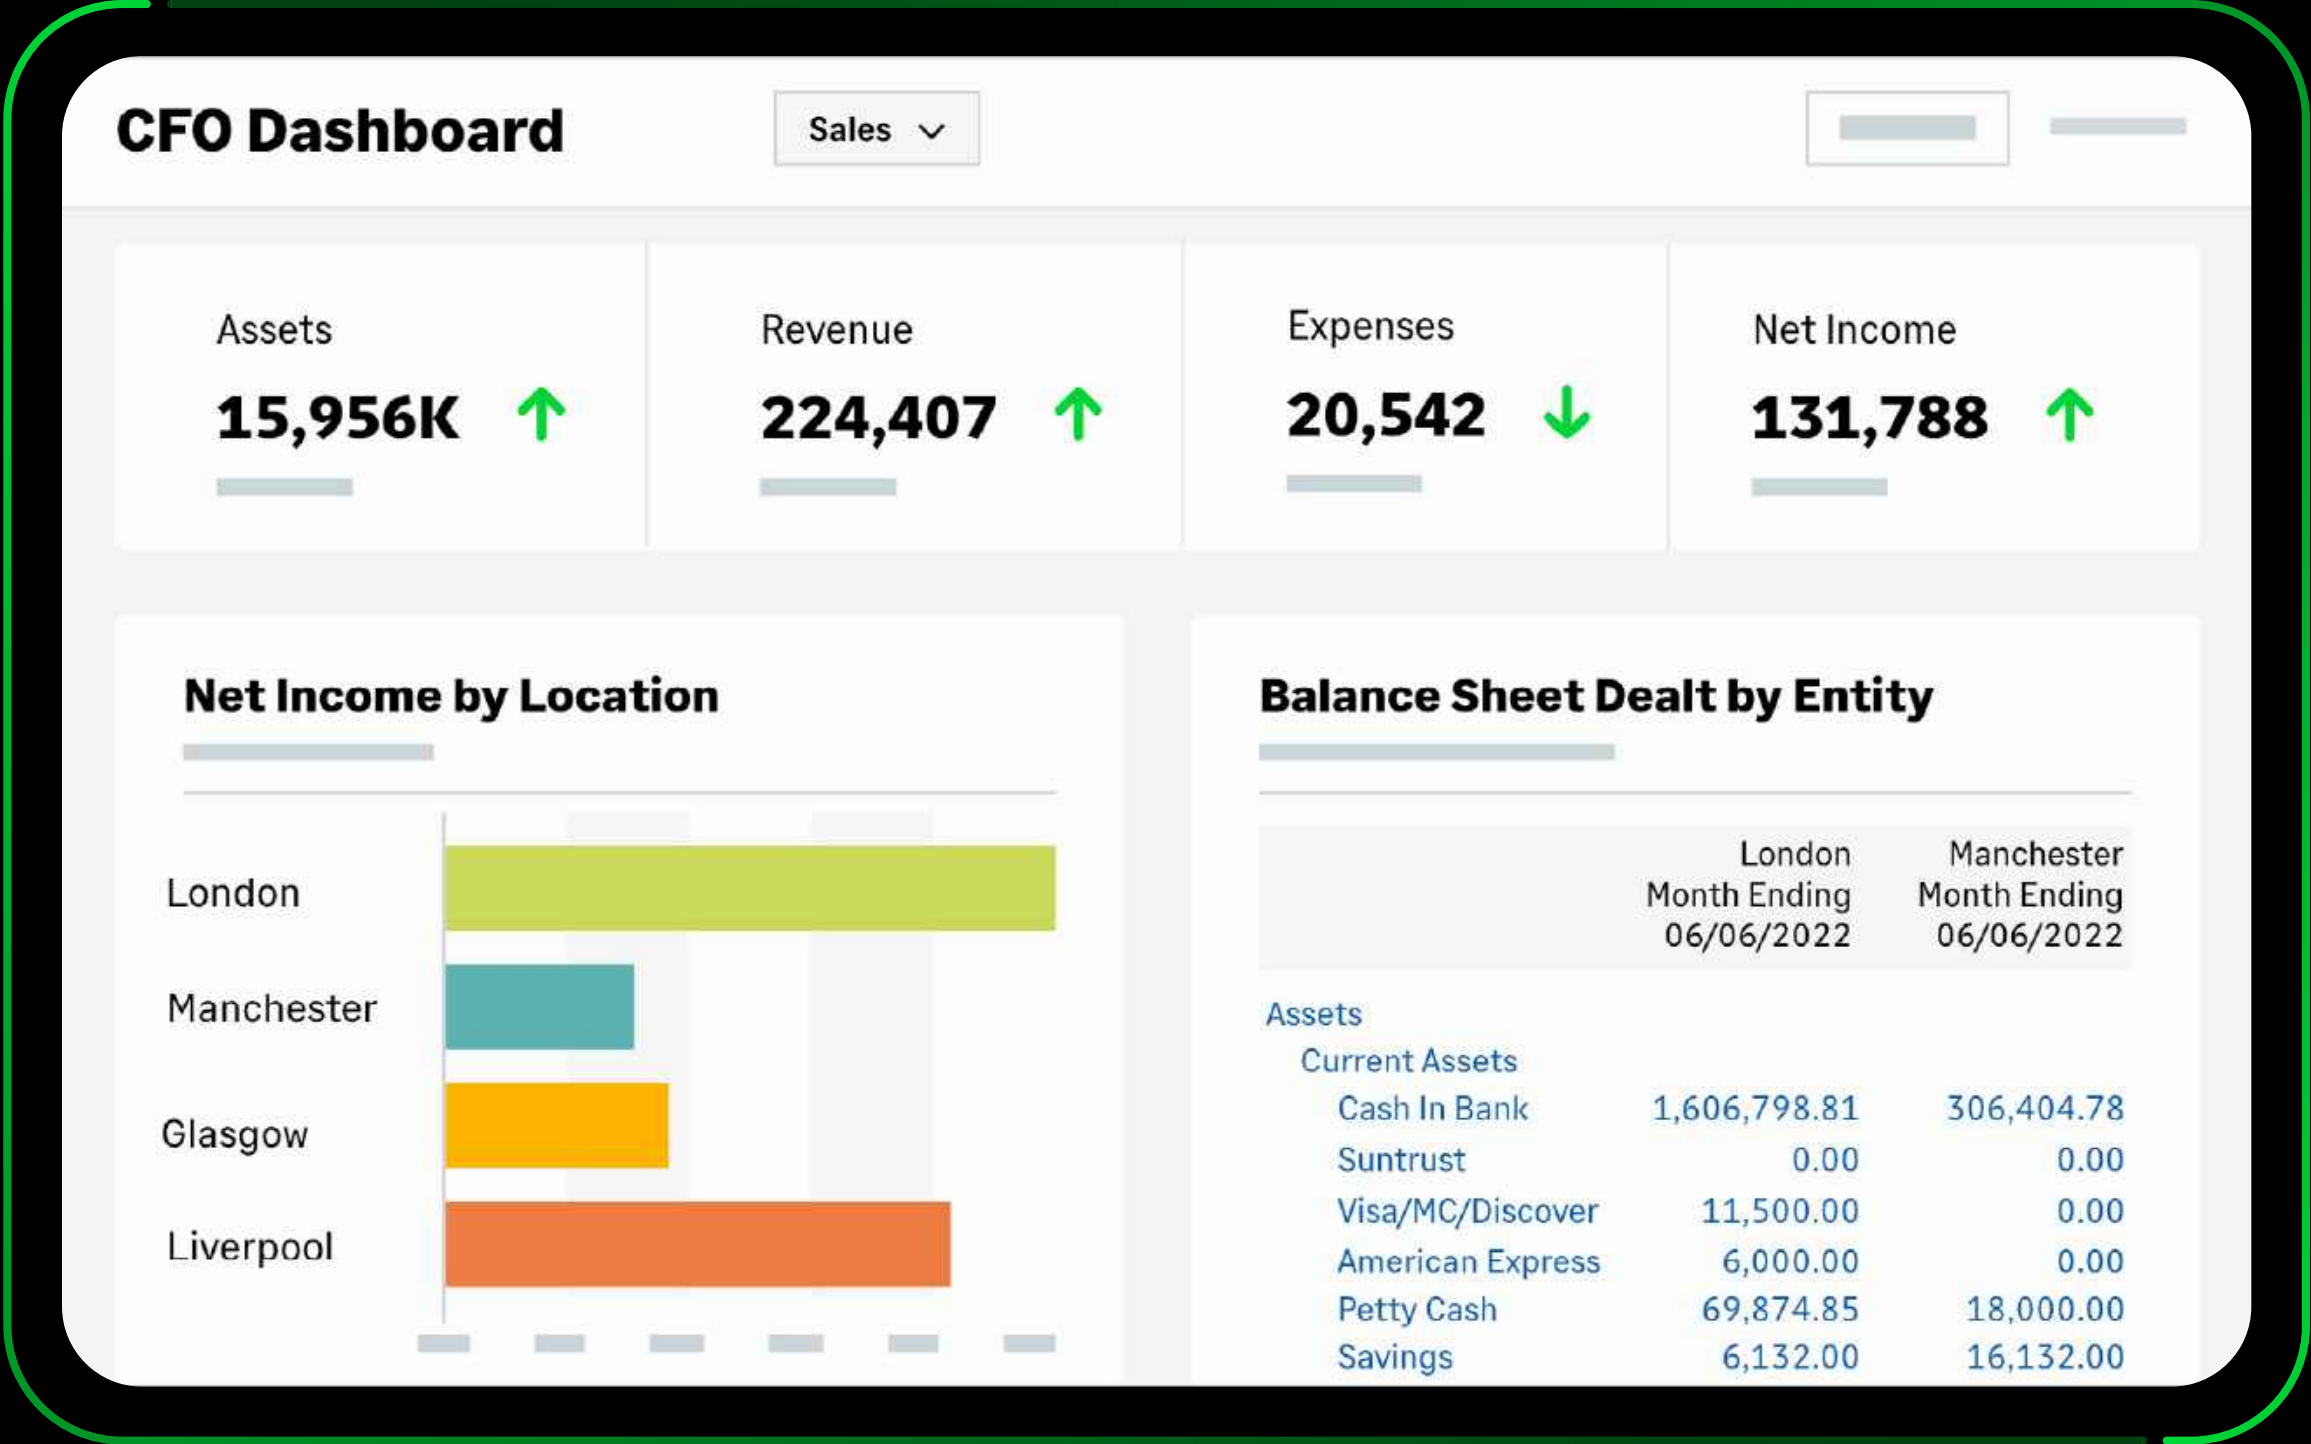 CFO Dashboard
Sales
Assets
15,956K
Revenue
224,407
Expenses
20,542
Net Income
131,788
Net Income by Location
London
Manchester
Glasgow
Liverpool
Balance Sheet Dealt by Entity
London Manchester
Month Ending Month Ending
06/06/2022 06/06/2022
Assets
Current Assets
Cash In Bank 1,606,798.81 306,404.78
Suntrust 0.00 0.00
Visa/MC/Discover 11,500.00 0.00
American Express 6,000.00 0.00
Petty Cash 69,874.85 18,000.00
Savings 6,132.00 16,132.00